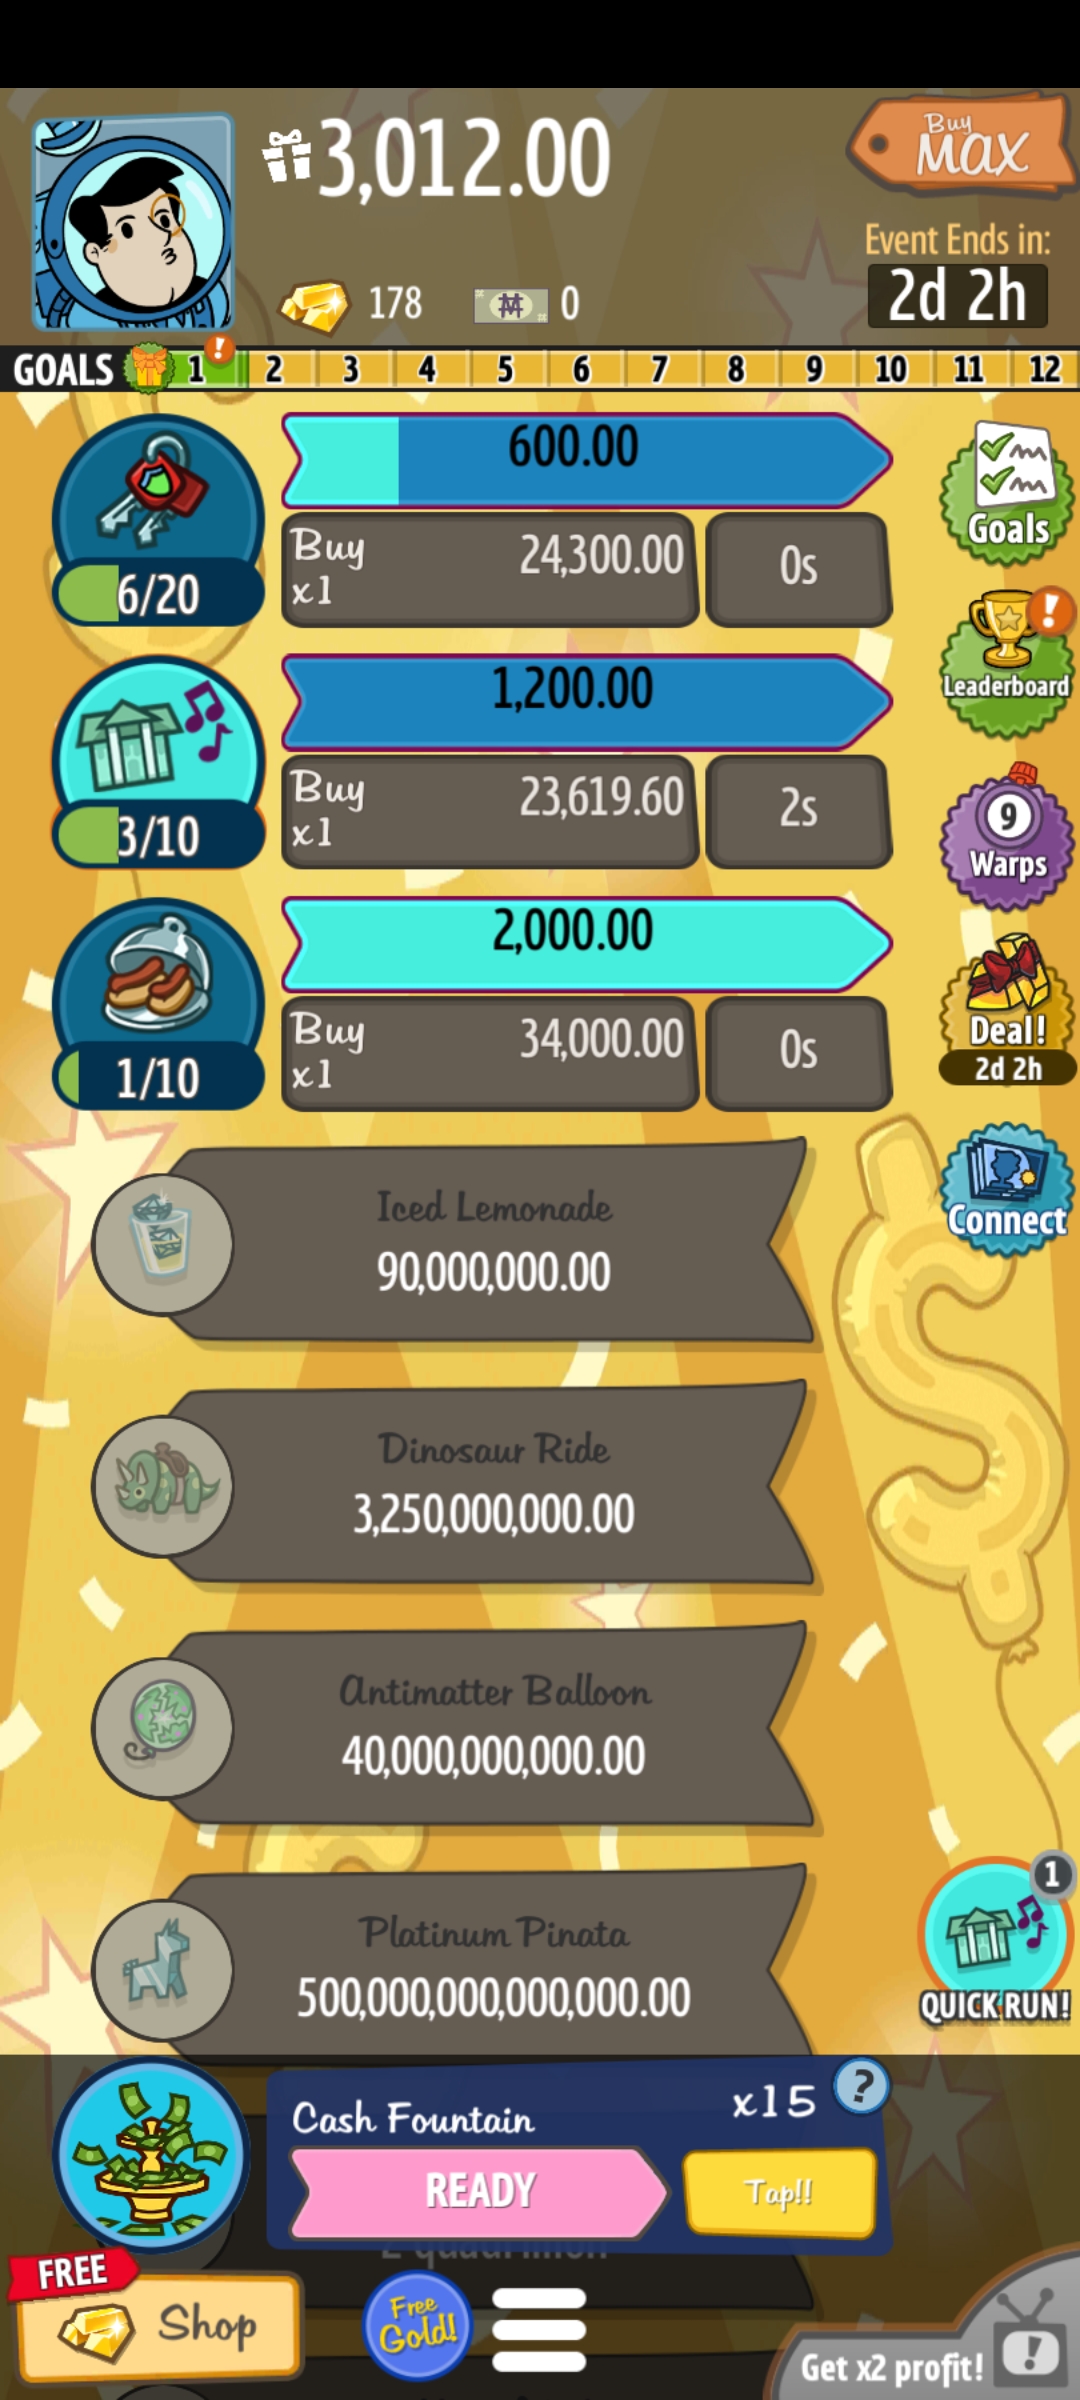 3,012.00
Buy
MAX
Event Ends in:
178
0
2d 2h
GOALS 1 ! 2 3 4 5 6 7 8 9 10 11 12
600.00
Buy
x1
24,300.00
0s
6/20
Goals
1,200.00
Buy
x1
23,619.60
2s
3/10
!
Leaderboard
9
Warps
2,000.00
Buy
x1
34,000.00
0s
1/10
Deal!
2d 2h
Connect
Iced Lemonade
90,000,000.00
Dinosaur Ride
3,250,000,000.00
Antimatter Balloon
40,000,000,000.00
Platinum Pinata
500,000,000,000,000.00
1
QUICK RUN!
Cash Fountain
x15
?
READY
Tap!!
FREE
Shop
Free
Gold!
Get x2 profit!
!